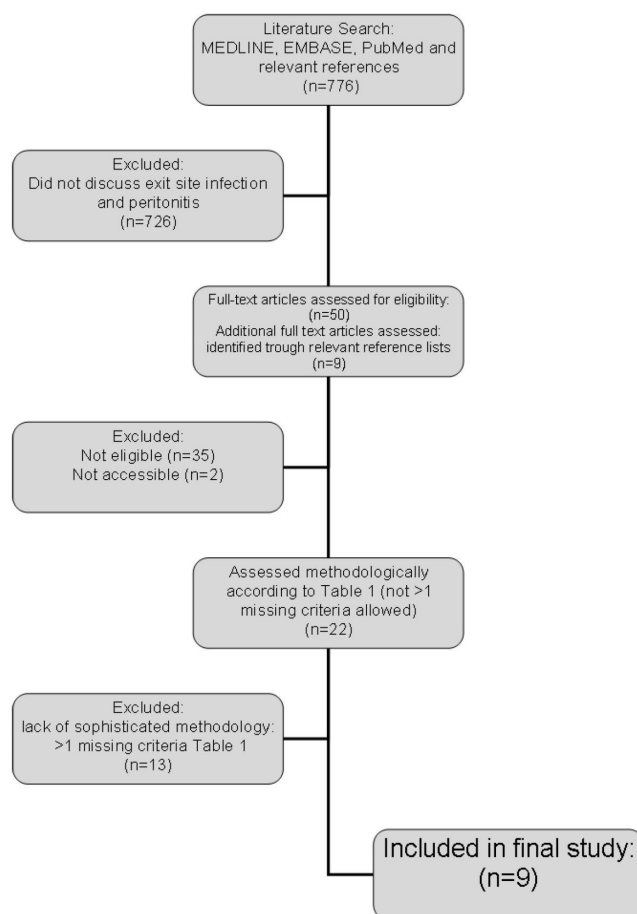 Literature Search:
MEDLINE, EMBASE, PubMed and
relevant references
(n=776)
Excluded:
Did not discuss exit site infection
and peritonitis
(n=726)
Full-text articles assessed for eligibility:
(n=50)
Additional full text articles assessed:
identified trough relevant reference lists
(n=9)
Excluded:
Not eligible (n=35)
Not accessible (n=2)
Assessed methodologically
according to Table 1 (not >1
missing criteria allowed)
(n=22)
Excluded:
lack of sophisticated methodology:
>1 missing criteria Table 1
(n=13)
Included in final study:
(n=9)